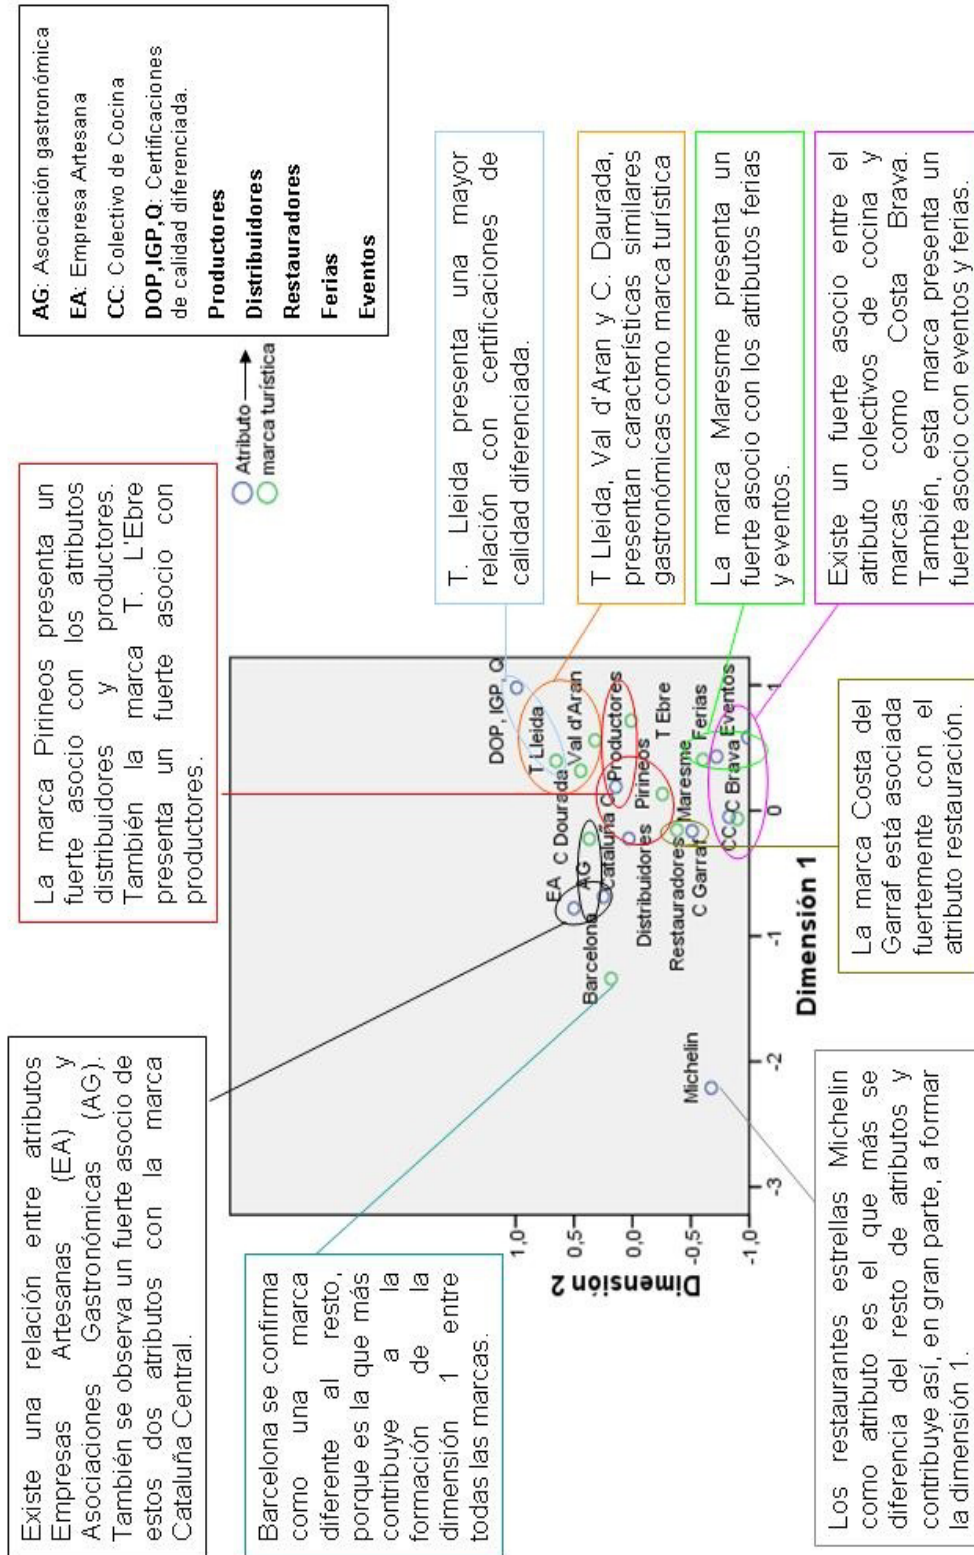 Existe una relación entre atributos
Empresas Artesanas (EA) y
Asociaciones Gastronómicas (AG).
También se observa un fuerte asocio de
estos dos atributos con la marca
Cataluña Central.
La marca Pirineos presenta un
fuerte asocio con los atributos
distribuidores y productores.
También la marca T. L'Ebre
presenta un fuerte asocio con
productores.
AG: Asociación gastronómica
EA: Empresa Artesana
CC: Colectivo de Cocina
DOP,IGP,Q: Certificaciones
de calidad diferenciada.
Productores
Distribuidores
Restauradores
Ferias
Eventos
Atributo
marca turística
Barcelona se confirma
como una marca
diferente al resto,
porque es la que más
contribuye a la
formación de la
dimensión 1 entre
todas las marcas.
Dimensión 2
1,0
0,5
0,0
-0,5
-1,0
DOP, IGP, Q
T Lleida
Val d'Aran
EA
C Dourada
AG
Cataluña C
Productores
Barcelona
Distribuidores
Pirineos
T Ebre
Restauradores
Maresme
Ferias
Michelin
C Garraf
CC
C Brava
Eventos
-3
-2
-1
0
1
Dimensión 1
T. Lleida presenta una mayor
relación con certificaciones de
calidad diferenciada.
T Lleida, Val d'Aran y C. Daurada,
presentan características similares
gastronómicas como marca turística
La marca Maresme presenta un
fuerte asocio con los atributos ferias
y eventos.
Existe un fuerte asocio entre el
atributo colectivos de cocina y
marcas como Costa Brava.
También, esta marca presenta un
fuerte asocio con eventos y ferias.
Los restaurantes estrellas Michelin
como atributo es el que más se
diferencia del resto de atributos y
contribuye así, en gran parte, a formar
la dimensión 1.
La marca Costa del
Garraf está asociada
fuertemente con el
atributo restauración.